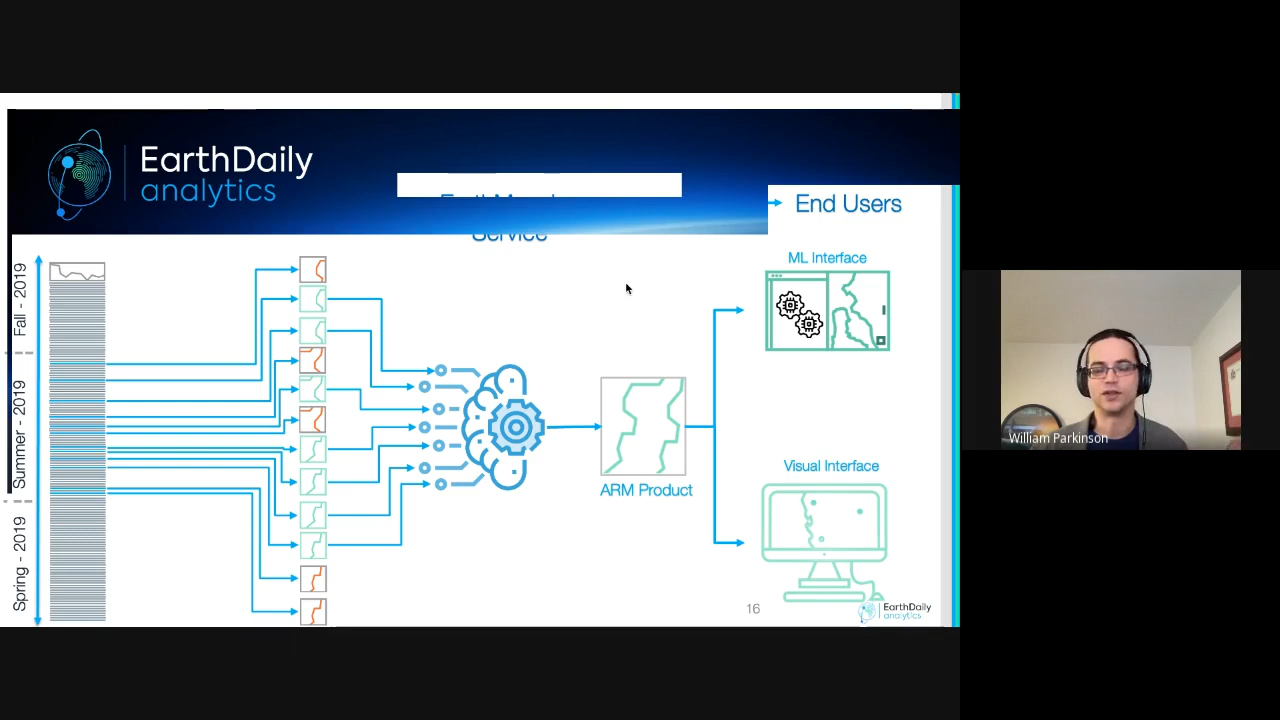 EarthDaily
analytics
Service
End Users
Fall - 2019
Summer - 2019
Spring - 2019
ML Interface
ARM Product
Visual Interface
16
EarthDaily
analytics
William Parkinson